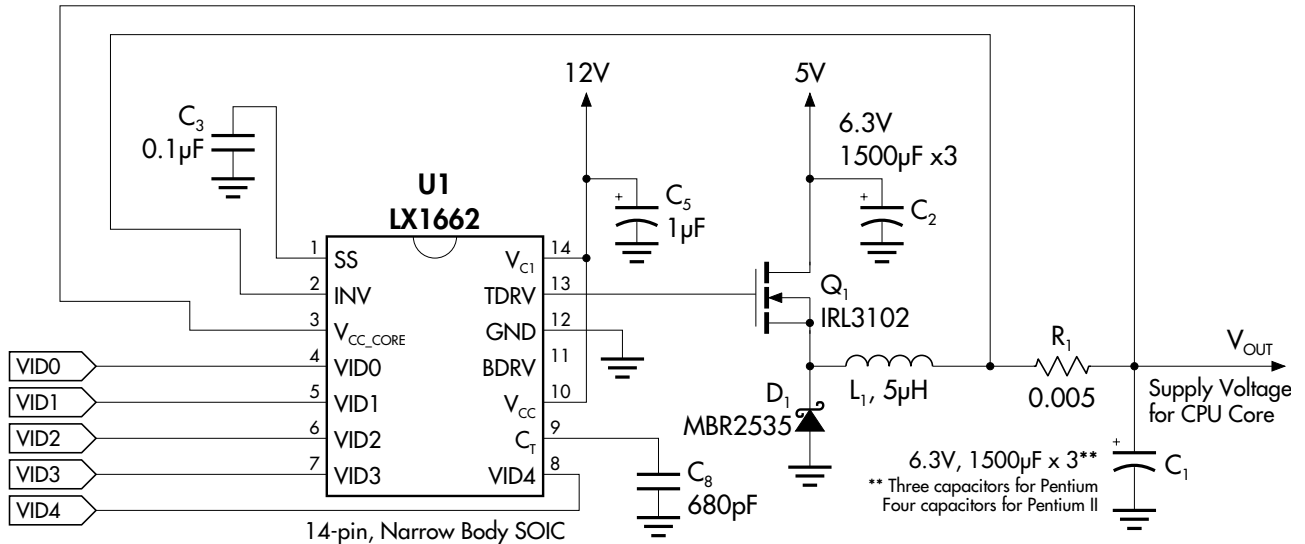 12V
5V
C3
0.1µF
6.3V
1500µF x3
U1
LX1662
C5
1µF
C2
1
SS
VC1
14
2
INV
TDRV
13
Q1
IRL3102
3
VCC_CORE
GND
12
VID0
4
VID0
BDRV
11
R1
0.005
VOUT
Supply Voltage
for CPU Core
L1, 5µH
VID1
5
VID1
VCC
10
D1
MBR2535
VID2
6
VID2
CT
9
VID3
7
VID3
VID4
8
VID4
C8
680pF
6.3V, 1500µF x 3**
** Three capacitors for Pentium
Four capacitors for Pentium II
C1
14-pin, Narrow Body SOIC
+
+
+